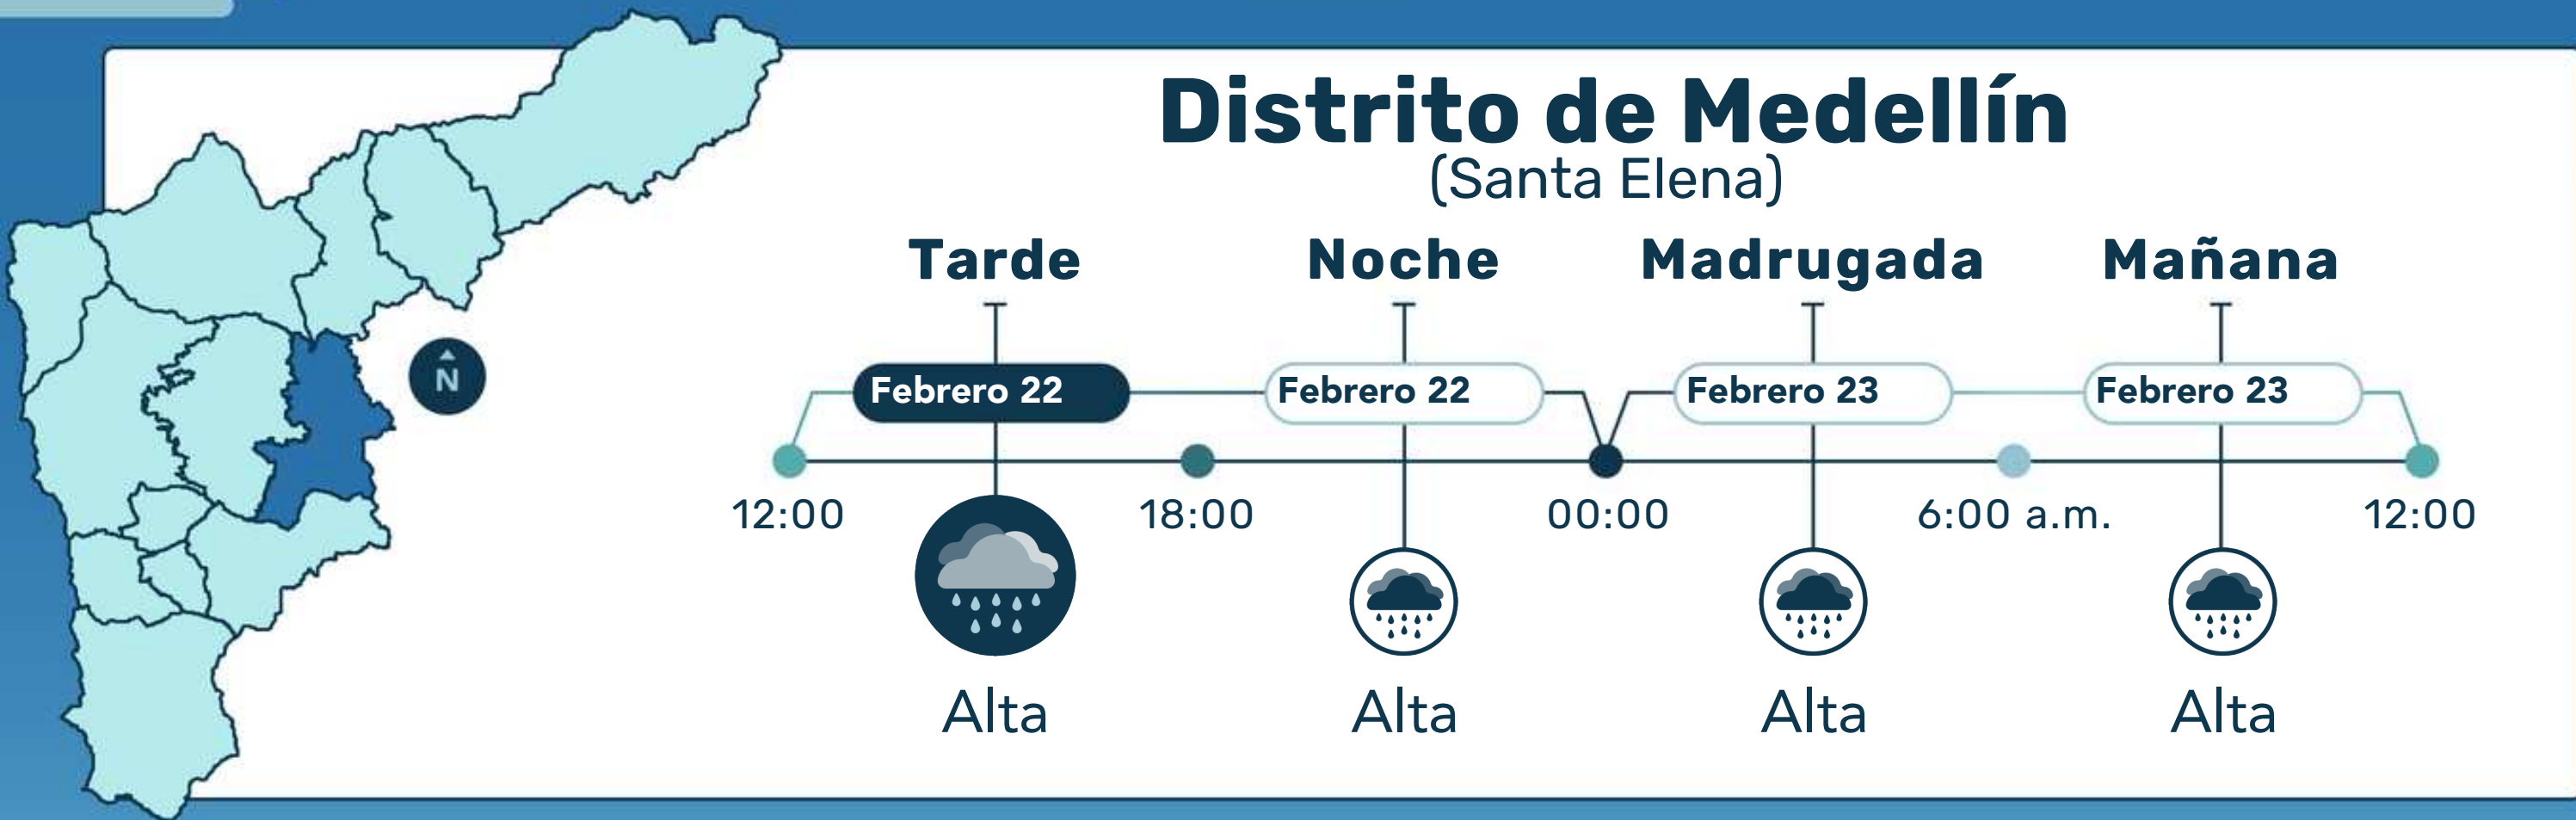 Distrito de Medellín
(Santa Elena)
Tarde Noche Madrugada Mañana
N
Febrero 22 Febrero 22 Febrero 23 Febrero 23
12:00 18:00 00:00 6:00 a.m. 12:00
Alta Alta Alta Alta